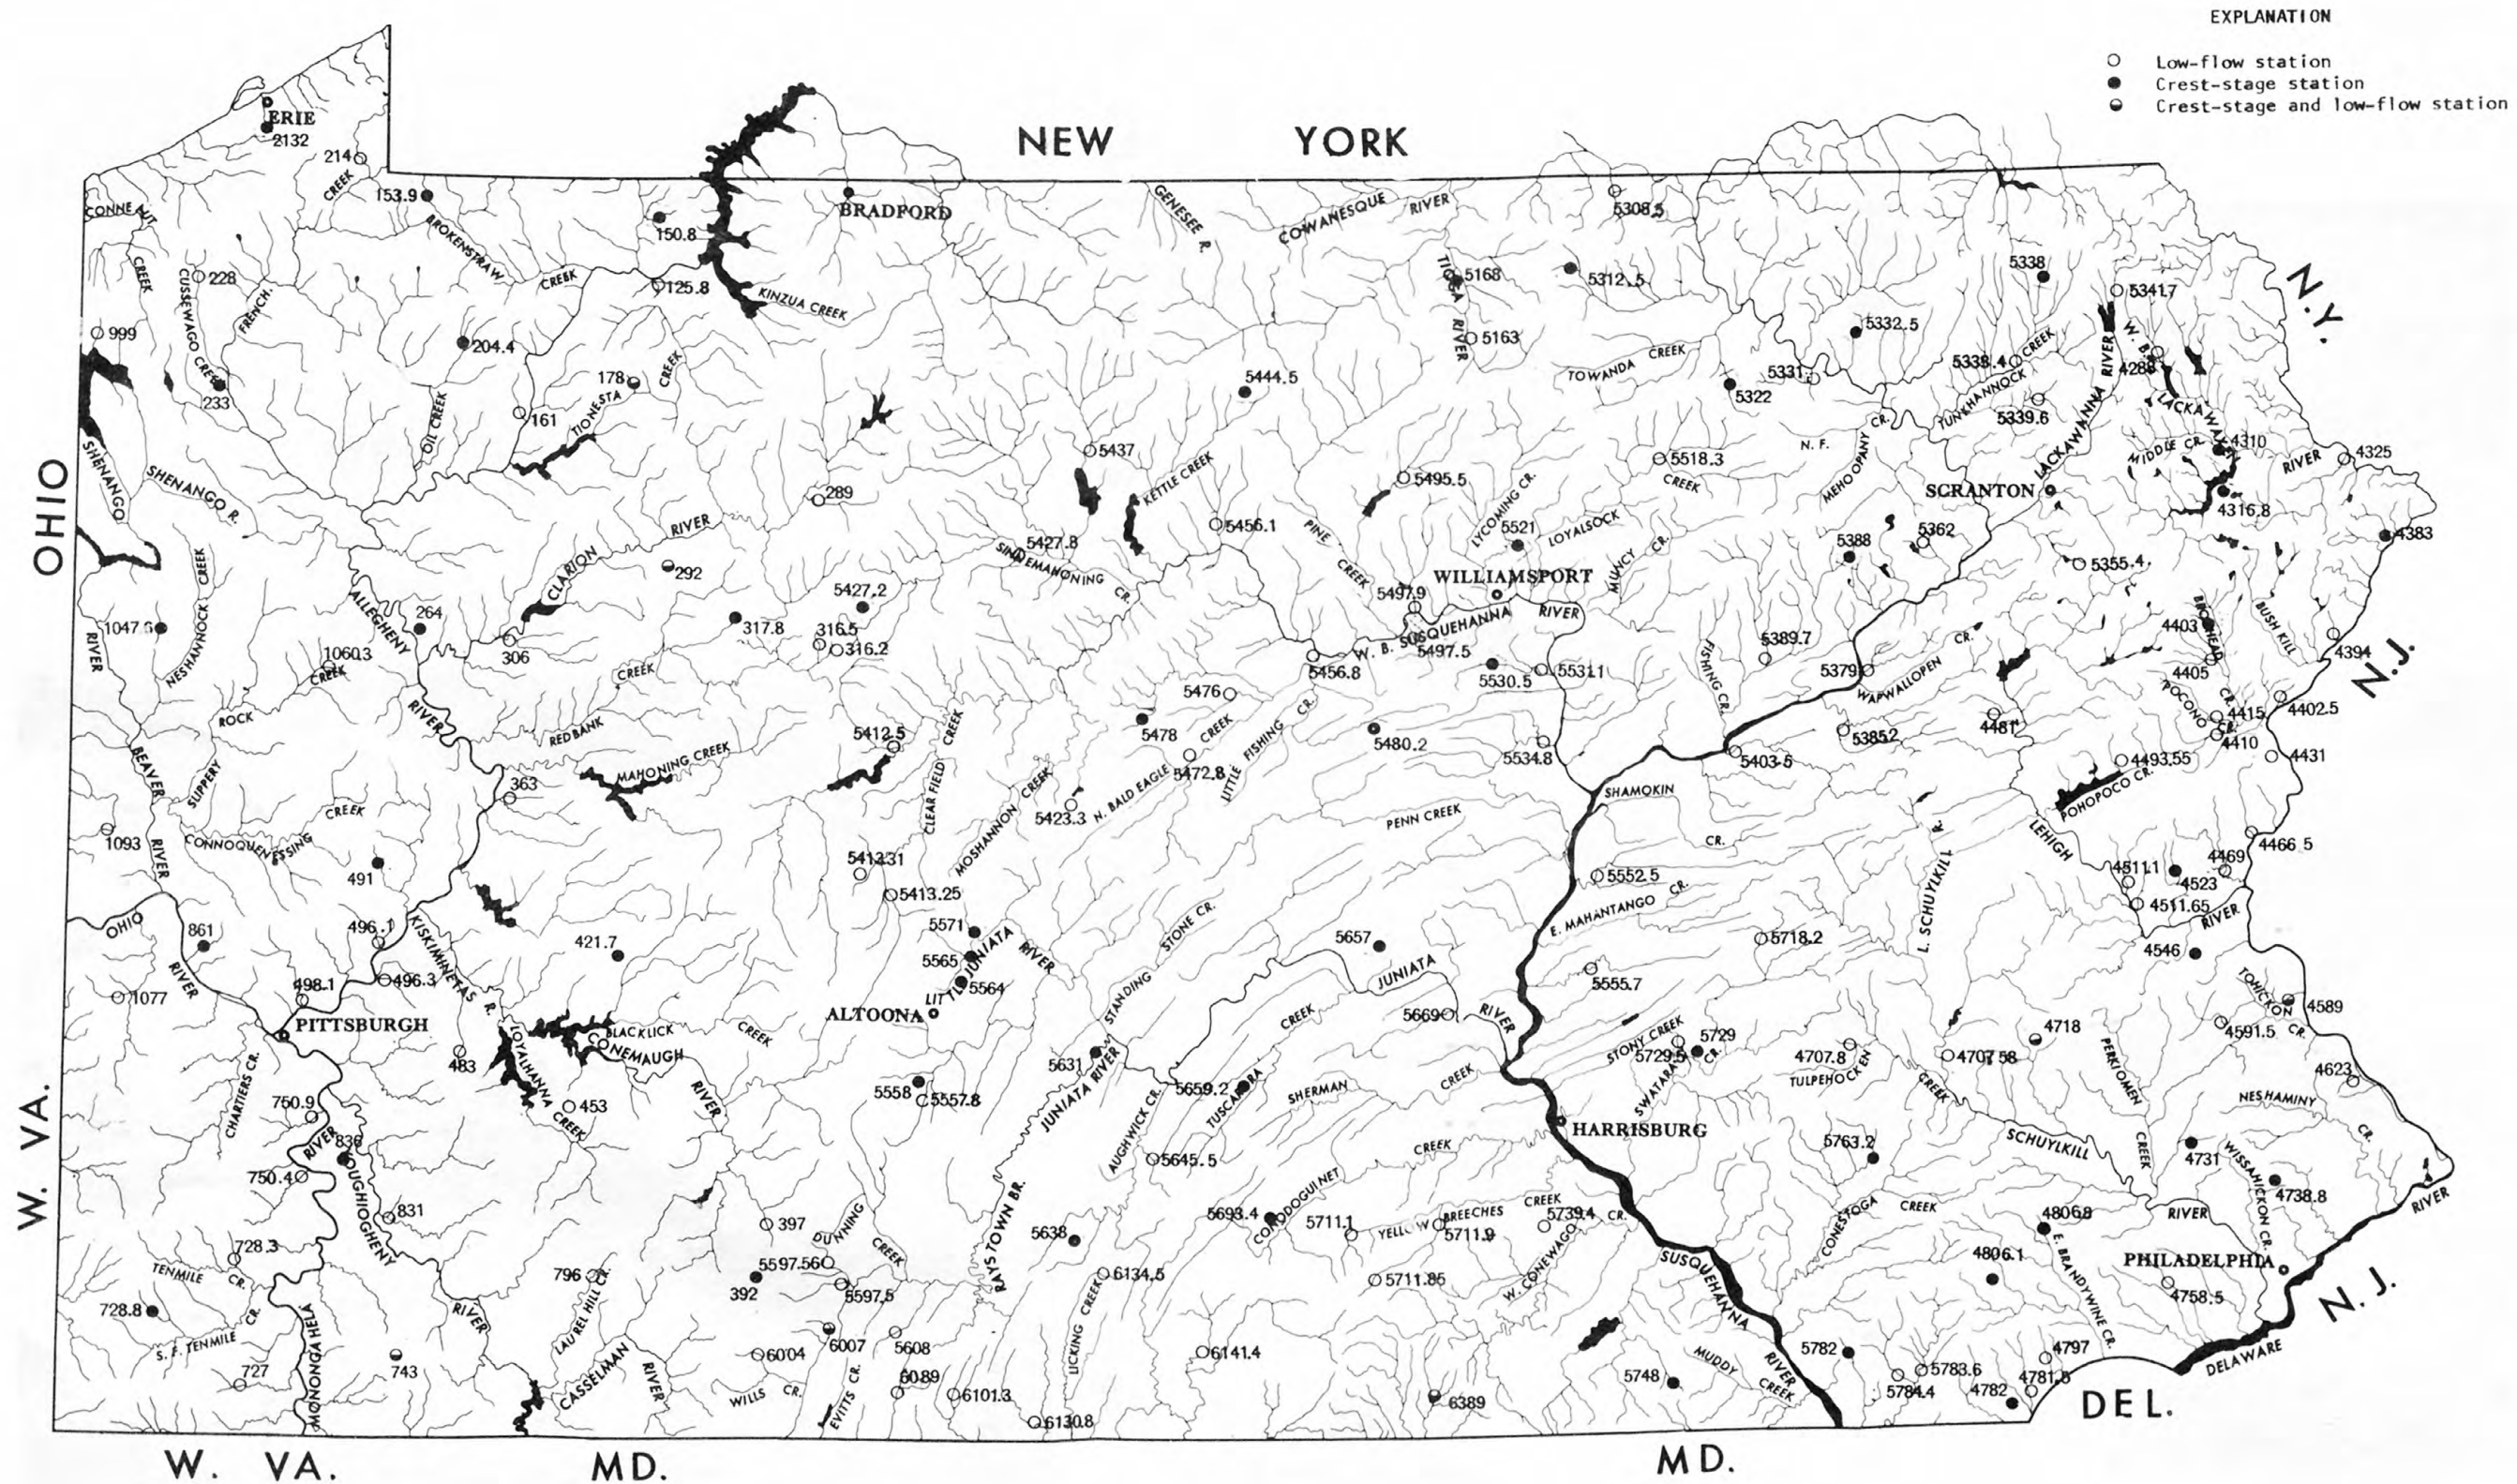 EXPLANATION
Low-flow station
Crest-stage station
Crest-stage and low-flow station
NEW YORK
N.Y.
N.J.
N.J.
DEL.
MD.
MD.
W. VA.
W. VA.
OHIO
ERIE
2132
214
CREEK
153.9
CONNEAUT
CREEK
BROKENSTRAW
CREEK
BRADFORD
150.8
125.8
KINZUA CREEK
GENESEE R.
COWANESQUE RIVER
5308.5
TIOGA RIVER
5168
5312.5
5163
5338
5341.7
228
CUSSEWAGO CREEK
FRENCH
999
204.4
233
178
TIONESTA
CREEK
161
OIL CREEK
5444.5
TOWANDA CREEK
5332.5
5331
5322
5338.4
CREEK
TUNKHANNOCK
5339.6
LACKAWANNA RIVER
W. B.
LACKAWAXEN
4310
MIDDLE CR.
RIVER
4325
SHENANGO
SHENANGO R.
RIVER
5437
KETTLE CREEK
5495.5
5518.3
CREEK
N. F.
MEHOOPANY
CR.
SCRANTON
4316.8
289
5456.1
PINE
CREEK
LYCOMING CR.
5521
LOYALSOCK
MUNCY
CR.
5388
5362
5355.4
4383
CLARION
RIVER
292
5427.8
SINNEMAHONING
CR.
WILLIAMSPORT
5497.9
W. B. SUSQUEHANNA
RIVER
5497.5
5427.2
317.8
316.5
316.2
NESHANNOCK CREEK
ALLEGHENY
RIVER
264
306
1060.3
CREEK
5456.8
5530.5
5531.1
FISHING CR.
5389.7
5379
WAPWALLOPEN
CR.
4403
BRODHEAD
CR.
4405
BUSH KILL
4394
POCONO
CR.
4415
4402.5
4410
4431
SLIPPERY
ROCK
REDBANK
CREEK
MAHONING CREEK
5412.5
5476
5478
CREEK
N. BALD EAGLE
5472.8
LITTLE FISHING
CR.
5480.2
5534.8
5403.5
5385.2
4481
4493.55
POHOPOCO CR.
BEAVER
RIVER
363
CLEARFIELD CREEK
MOSHANNON CREEK
5423.3
PENN CREEK
SHAMOKIN
CR.
LEHIGH
RIVER
1093
CONNOQUENESSING
CREEK
491
5412.31
5413.25
5552.5
E. MAHANTANGO
CR.
L. SCHUYLKILL R.
4466.5
4469
4511.1
4523
4511.65
4546
OHIO
RIVER
861
496.1
KISKIMINETAS R.
421.7
5571
5565
5564
LITTLE JUNIATA
RIVER
STANDING
STONE CR.
5657
JUNIATA
RIVER
5718.2
5555.7
1077
498.1
496.3
PITTSBURGH
ALTOONA
5669
TOHICKON
CR.
4589
4591.5
BLACKLICK
CREEK
CONEMAUGH
RIVER
LOYALHANNA
CREEK
483
453
CREEK
STONY CREEK
5729
5729.5
SWATARA
CR.
4707.8
TULPEHOCKEN
CREEK
4707.58
4718
PERKIOMEN
CREEK
4623
NESHAMINY
CR.
CHARTIERS CR.
750.9
RIVER
836
750.4
YOUGHIOGHENY
RIVER
831
5558
5557.8
5631
JUNIATA RIVER
AUGHWICK CR.
5659.2
TUSCARORA
SHERMAN
CREEK
5645.5
CREEK
HARRISBURG
5763.2
SCHUYLKILL
RIVER
4731
WISSAHICKON CR.
4738.8
RIVER
397
DUNNING
CREEK
RAYSTOWN BR.
5638
5693.4
CONODOGUINET
5711.1
YELLOW BREECHES
CREEK
5711.9
5739.4
W. CONEWAGO
CR.
CONESTOGA
CREEK
4806.8
4806.1
E. BRANDYWINE CR.
PHILADELPHIA
4758.5
728.3
TENMILE
CR.
728.8
S. F. TENMILE
CR.
MONONGAHELA
727
743
796
LAUREL HILL CR.
5597.56
392
5597.5
6134.5
LICKING CREEK
5711.85
SUSQUEHANNA
RIVER
CASSELMAN
RIVER
6007
5608
6004
WILLS CR.
EVITTS CR.
6089
6101.3
6130.8
6141.4
6389
5748
MUDDY
CREEK
5782
5783.6
5784.4
4782
4797
4781.5
DELAWARE